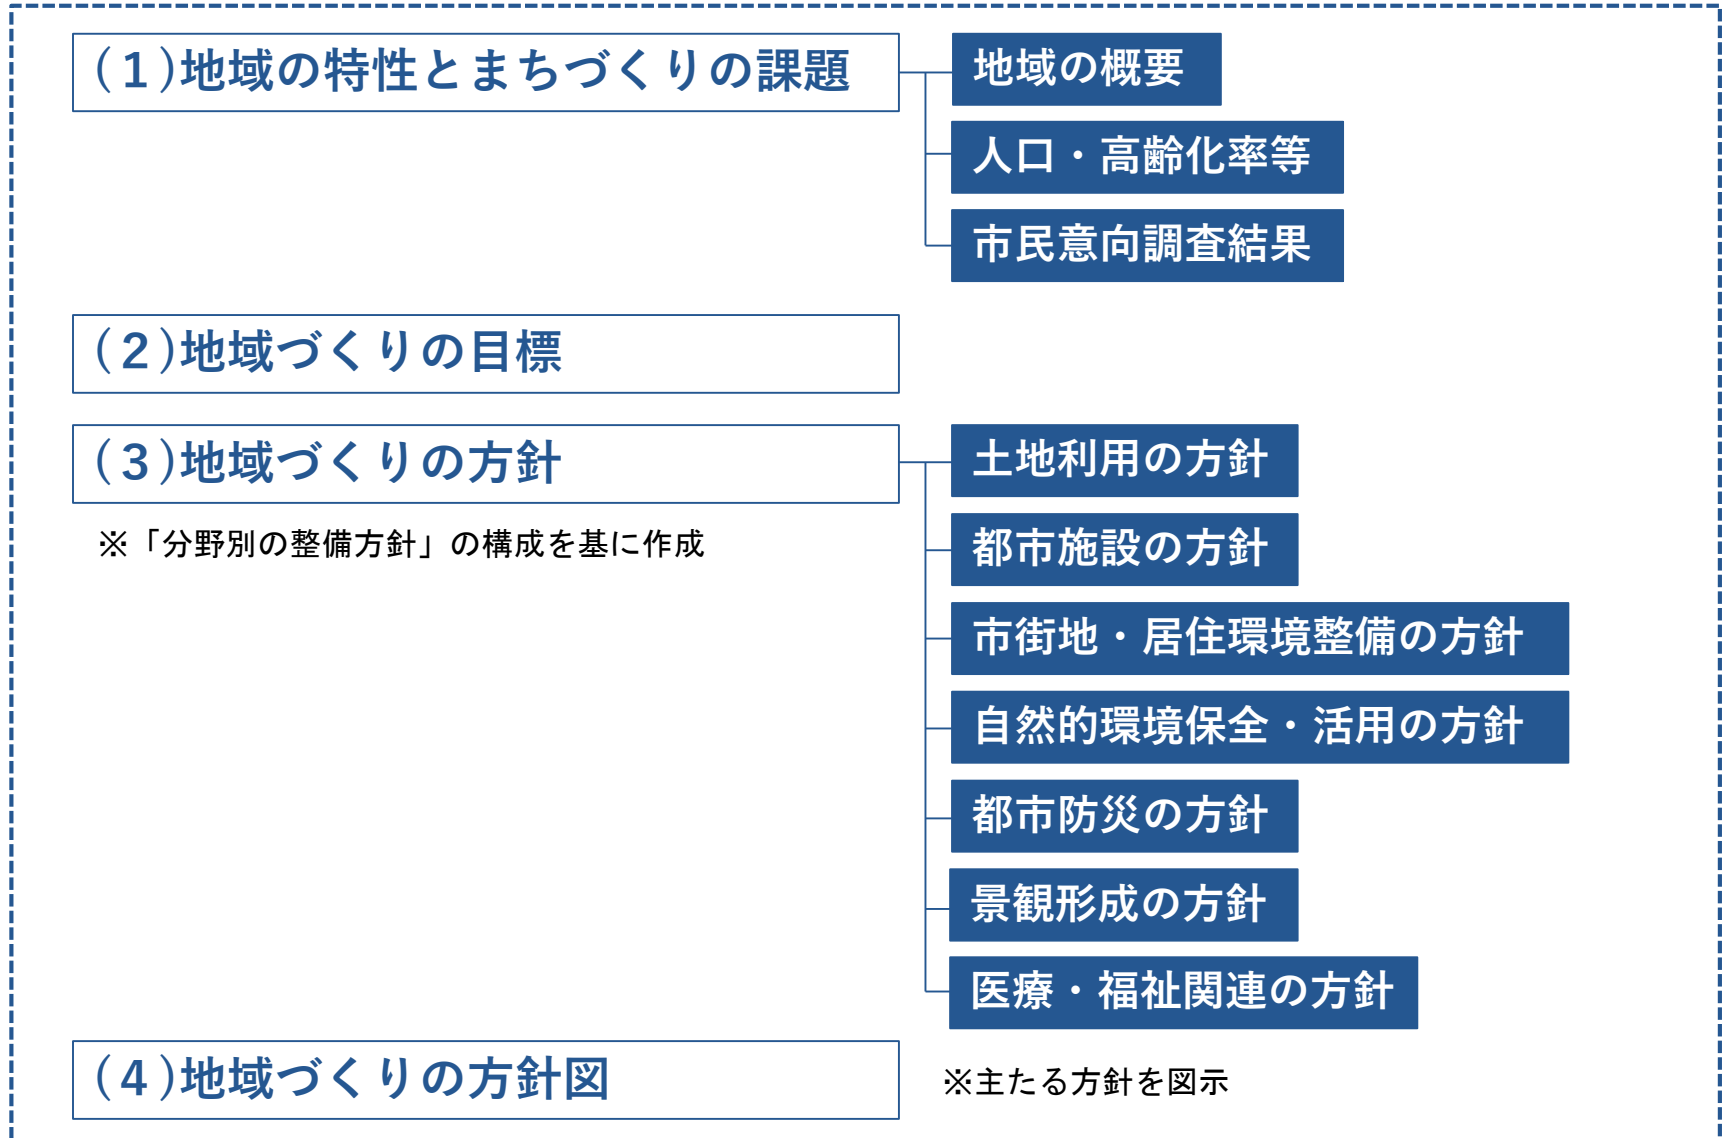 (1)地域の特性とまちづくりの課題
地域の概要
人口・高齢化率等
市民意向調査結果
(2)地域づくりの目標
(3)地域づくりの方針
※「分野別の整備方針」の構成を基に作成
土地利用の方針
都市施設の方針
市街地・居住環境整備の方針
自然的環境保全・活用の方針
都市防災の方針
景観形成の方針
医療・福祉関連の方針
(4)地域づくりの方針図
※主たる方針を図示